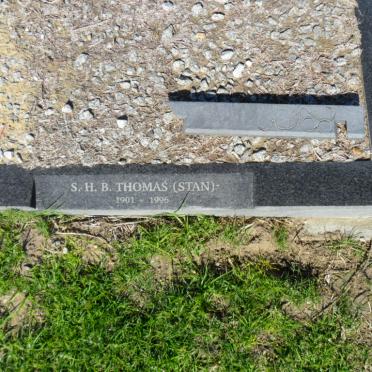 S. H. B. THOMAS (STAN)
1901 - 1996